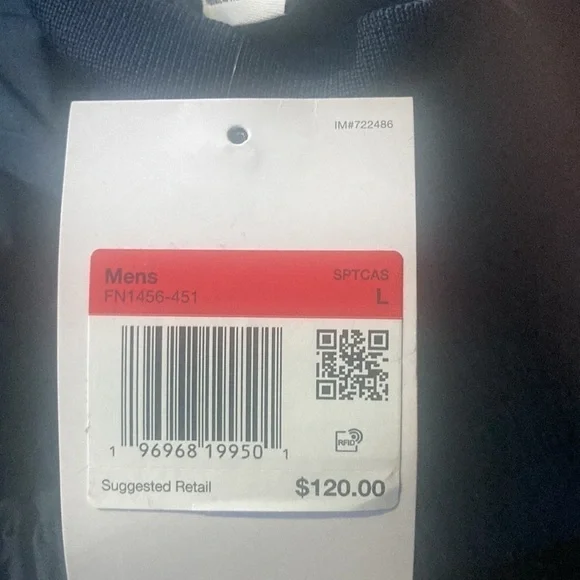 IM#722486
Mens SPTCAS
FN1456-451 L
1 96968 19950 1
RFID
Suggested Retail $120.00